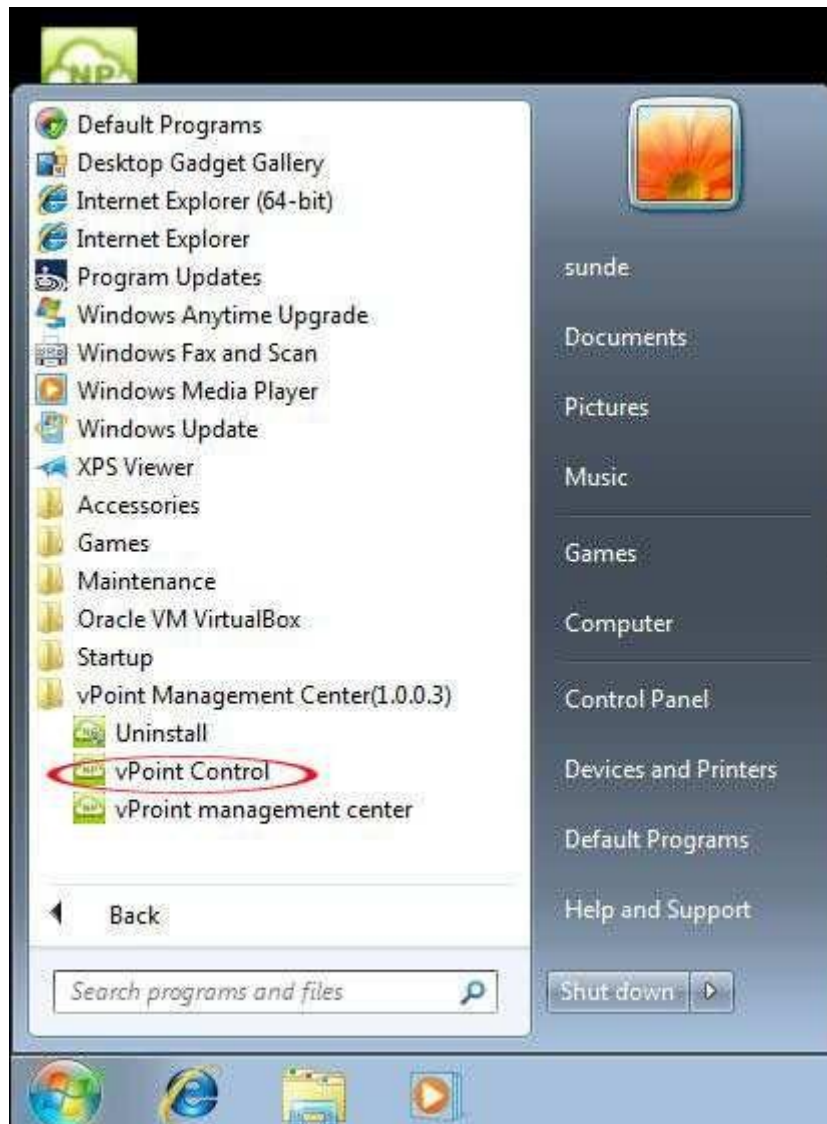 NP
Default Programs
Desktop Gadget Gallery
Internet Explorer (64-bit)
Internet Explorer
Program Updates
Windows Anytime Upgrade
Windows Fax and Scan
Windows Media Player
Windows Update
XPS Viewer
Accessories
Games
Maintenance
Oracle VM VirtualBox
Startup
vPoint Management Center(1.0.0.3)
Uninstall
vPoint Control
vProint management center
Back
Search programs and files
sunde
Documents
Pictures
Music
Games
Computer
Control Panel
Devices and Printers
Default Programs
Help and Support
Shut down